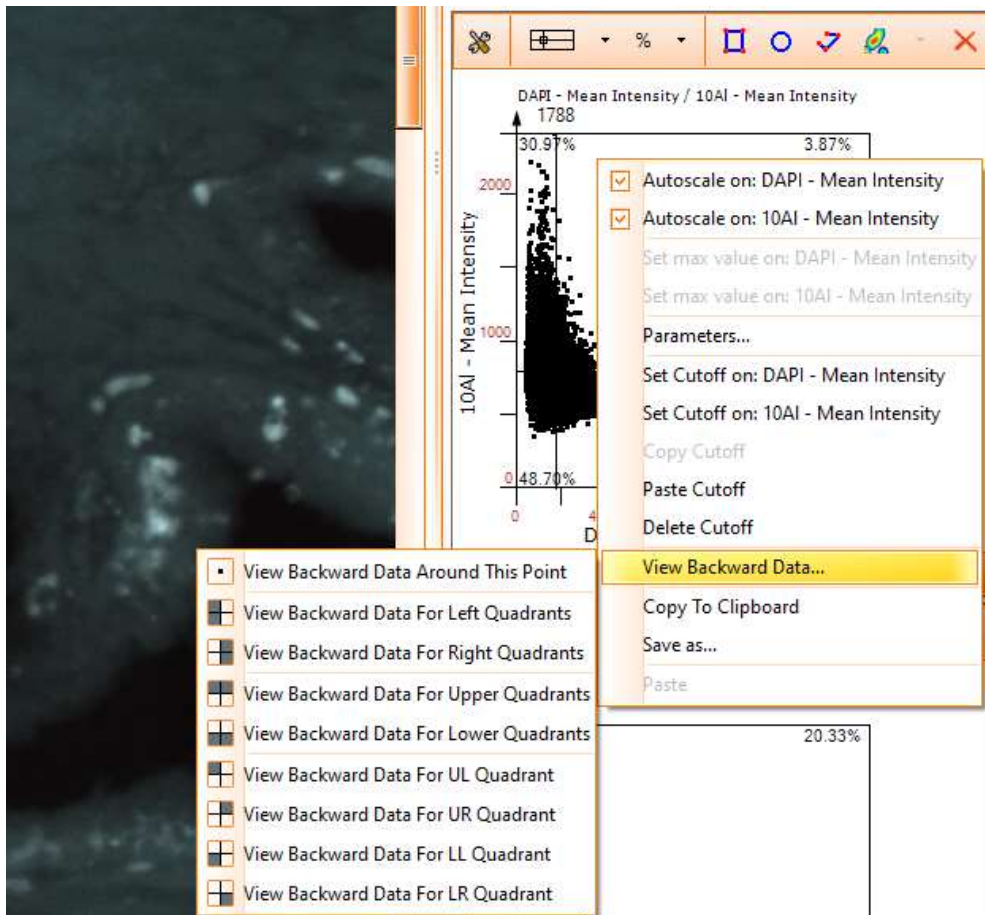 %
DAPI - Mean Intensity / 10Al - Mean Intensity
1788
30.97%
3.87%
2000
1000
0
10Al - Mean Intensity
48.70%
0
4
D
Autoscale on: DAPI - Mean Intensity
Autoscale on: 10Al - Mean Intensity
Set max value on: DAPI - Mean Intensity
Set max value on: 10Al - Mean Intensity
Parameters...
Set Cutoff on: DAPI - Mean Intensity
Set Cutoff on: 10Al - Mean Intensity
Copy Cutoff
Paste Cutoff
Delete Cutoff
View Backward Data...
Copy To Clipboard
Save as...
Paste
View Backward Data Around This Point
View Backward Data For Left Quadrants
View Backward Data For Right Quadrants
View Backward Data For Upper Quadrants
View Backward Data For Lower Quadrants
View Backward Data For UL Quadrant
View Backward Data For UR Quadrant
View Backward Data For LL Quadrant
View Backward Data For LR Quadrant
20.33%